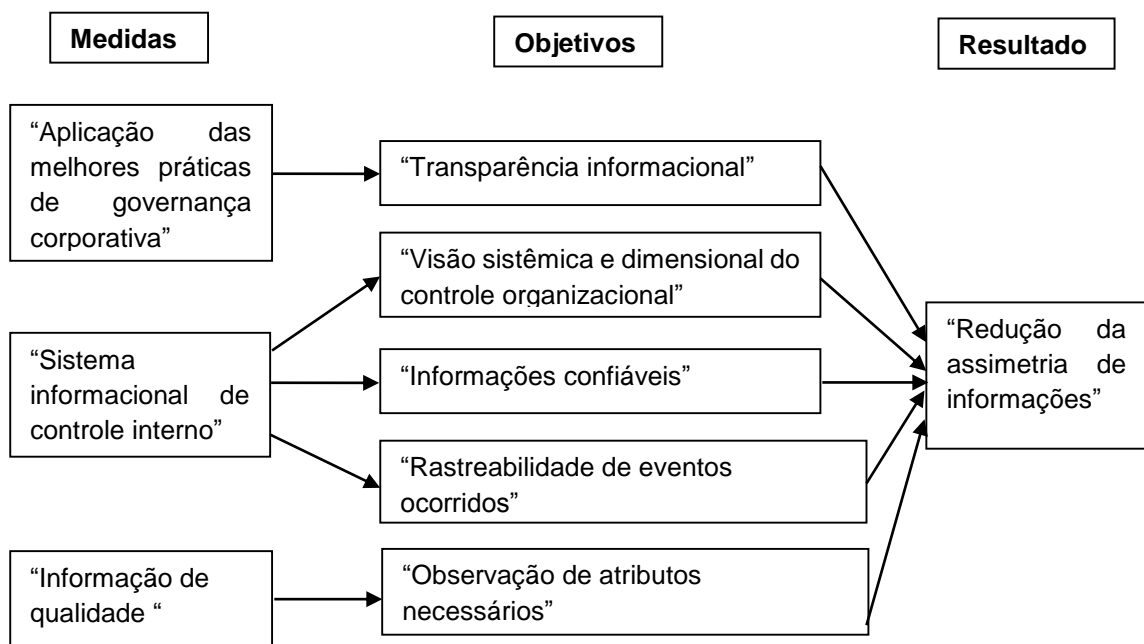 Medidas
Objetivos
Resultado
“Aplicação das
melhores práticas
de governança
corporativa”
“Transparência informacional”
“Visão sistêmica e dimensional do
controle organizacional”
“Sistema
informacional de
controle interno”
“Informações confiáveis”
“Redução da
assimetria de
informações”
“Rastreabilidade de eventos
ocorridos”
“Informação de
qualidade “
“Observação de atributos
necessários”